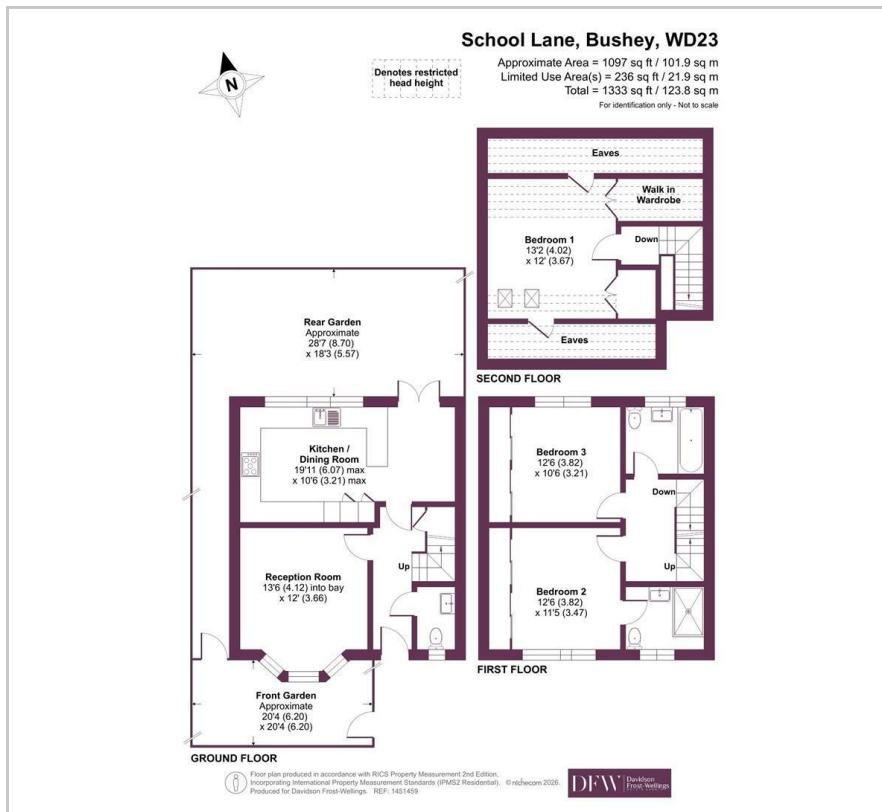 School Lane, Bushey, WD23
Approximate Area = 1097 sq ft / 101.9 sq m
Limited Use Area(s) = 236 sq ft / 21.9 sq m
Total = 1333 sq ft / 123.8 sq m
For identification only - Not to scale
Denotes restricted
head height
N
Eaves
Walk in
Wardrobe
Bedroom 1
13'2 (4.02)
x 12' (3.67)
Down
Eaves
SECOND FLOOR
Rear Garden
Approximate
28'7 (8.70)
x 18'3 (5.57)
Kitchen /
Dining Room
19'11 (6.07) max
x 10'6 (3.21) max
Up
Reception Room
13'6 (4.12) into bay
x 12' (3.66)
Front Garden
Approximate
20'4 (6.20)
x 20'4 (6.20)
GROUND FLOOR
Bedroom 3
12'6 (3.82)
x 10'6 (3.21)
Down
Up
Bedroom 2
12'6 (3.82)
x 11'5 (3.47)
FIRST FLOOR
Floor plan produced in accordance with RICS Property Measurement 2nd Edition,
Incorporating International Property Measurement Standards (IPMS2 Residential). © nichecom 2026.
Produced for Davidson Frost-Wellings. REF: 1451459
DFW Davidson
Frost-Wellings